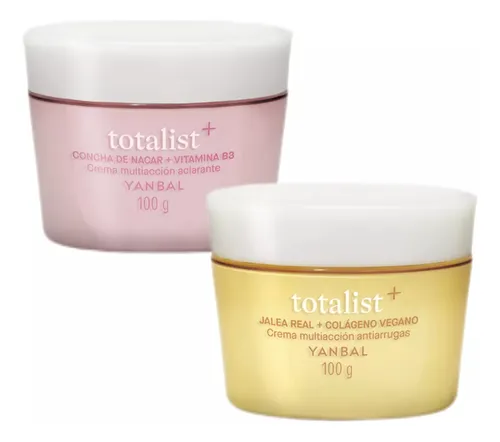 totalist+
CONCHA DE NACAR + VITAMINA B3
Crema multiacción aclarante
YANBAL
100 g
totalist+
JALEA REAL + COLÁGENO VEGANO
Crema multiacción antiarrugas
YANBAL
100 g